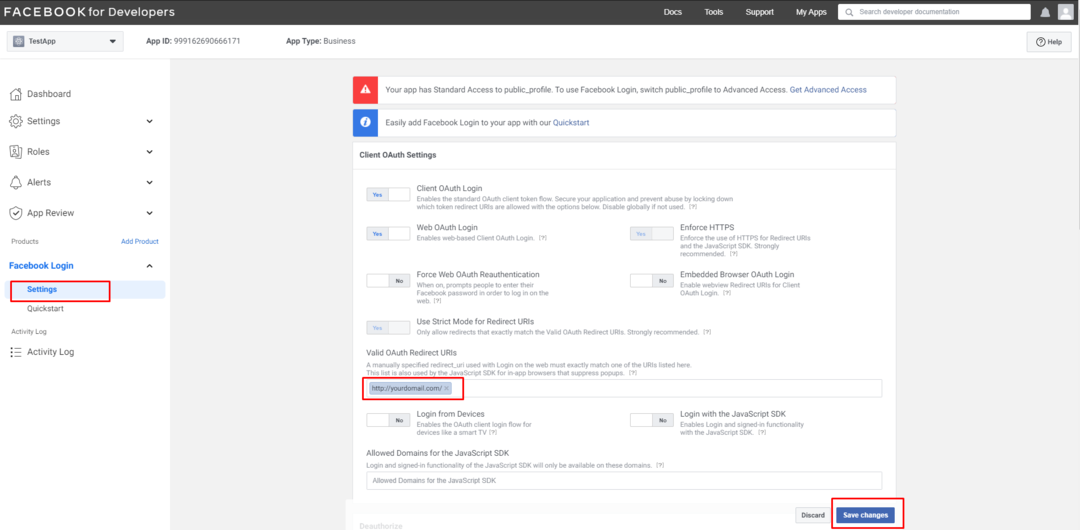 FACEBOOK for Developers
Docs
Tools
Support
My Apps
Search developer documentation
TestApp
App ID: 999162690666171
App Type: Business
Help
Dashboard
Settings
Roles
Alerts
App Review
Products
Add Product
Facebook Login
Settings
Quickstart
Activity Log
Activity Log
Your app has Standard Access to public_profile. To use Facebook Login, switch public_profile to Advanced Access. Get Advanced Access
Easily add Facebook Login to your app with our Quickstart
Client OAuth Settings
Yes
Client OAuth Login
Enables the standard OAuth client token flow. Secure your application and prevent abuse by locking down
which token redirect URIs are allowed with the options below. Disable globally if not used. [?]
Yes
Web OAuth Login
Enables web-based Client OAuth Login. [?]
Yes
Enforce HTTPS
Enforce the use of HTTPS for Redirect URIs
and the JavaScript SDK. Strongly
recommended. [?]
No
Force Web OAuth Reauthentication
When on, prompts people to enter their
Facebook password in order to log in on the
web. [?]
No
Embedded Browser OAuth Login
Enable webview Redirect URIs for Client
OAuth Login. [?]
Yes
Use Strict Mode for Redirect URIs
Only allow redirects that exactly match the Valid OAuth Redirect URIs. Strongly recommended. [?]
Valid OAuth Redirect URIs
A manually specified redirect_uri used with Login on the web must exactly match one of the URIs listed here.
This list is also used by the JavaScript SDK for in-app browsers that suppress popups. [?]
http://yourdomail.com/ ×
No
Login from Devices
Enables the OAuth client login flow for
devices like a smart TV [?]
No
Login with the JavaScript SDK
Enables Login and signed-in functionality
with the JavaScript SDK. [?]
Allowed Domains for the JavaScript SDK
Login and signed-in functionality of the JavaScript SDK will only be available on these domains. [?]
Allowed Domains for the JavaScript SDK
Discard
Save changes
Deauthorize